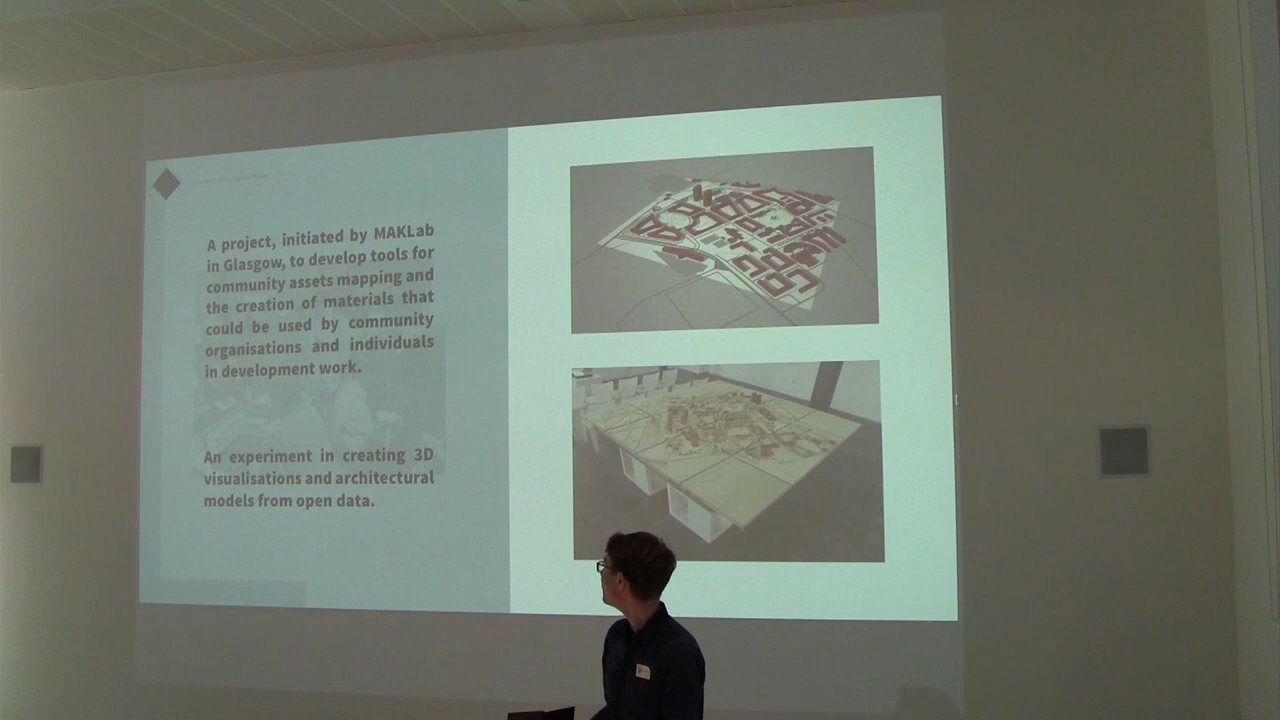 A project, initiated by MAKLab
in Glasgow, to develop tools for
community assets mapping and
the creation of materials that
could be used by community
organisations and individuals
in development work.
An experiment in creating 3D
visualisations and architectural
models from open data.